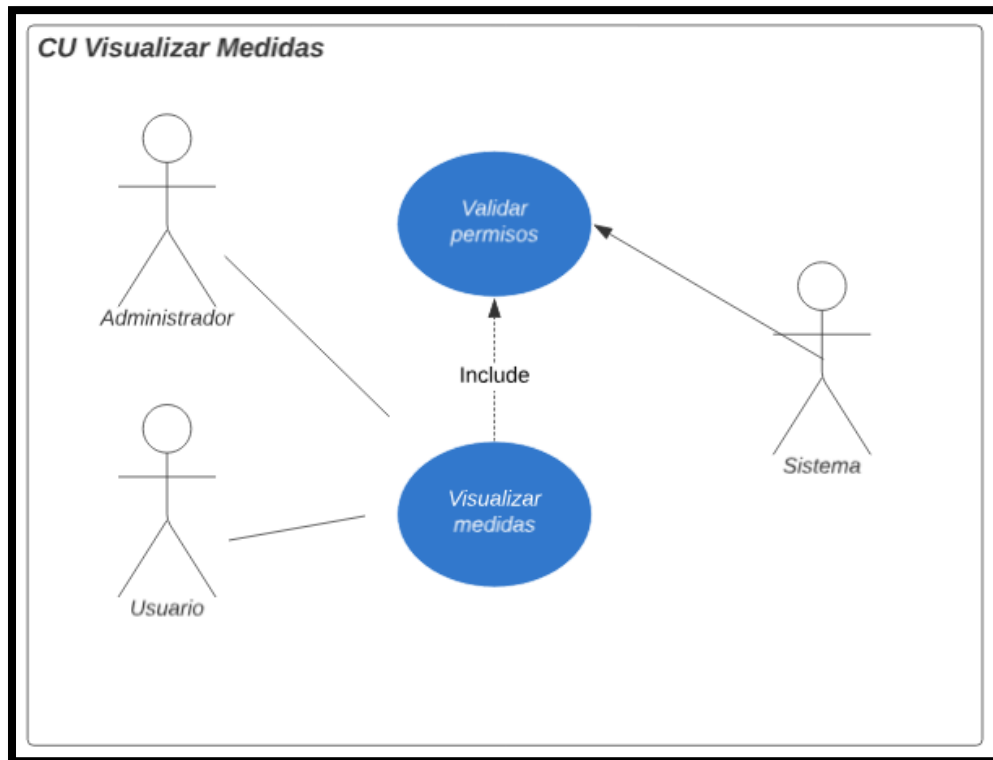 CU Visualizar Medidas
Validar
permisos
Administrador
Include
Sistema
Visualizar
medidas
Usuario